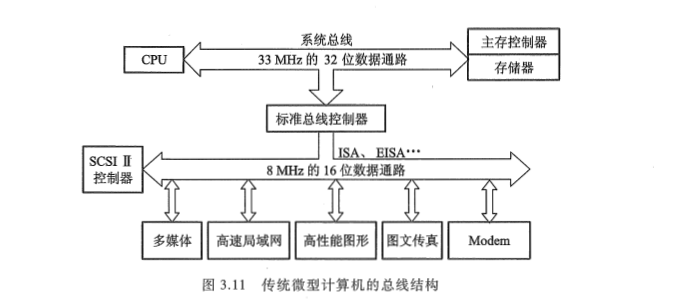 系统总线
CPU
33 MHz 的 32 位数据通路
主存控制器
存储器
标准总线控制器
ISA、EISA…
SCSI Ⅱ
控制器
8 MHz 的 16 位数据通路
多媒体
高速局域网
高性能图形
图文传真
Modem
图 3.11 传统微型计算机的总线结构